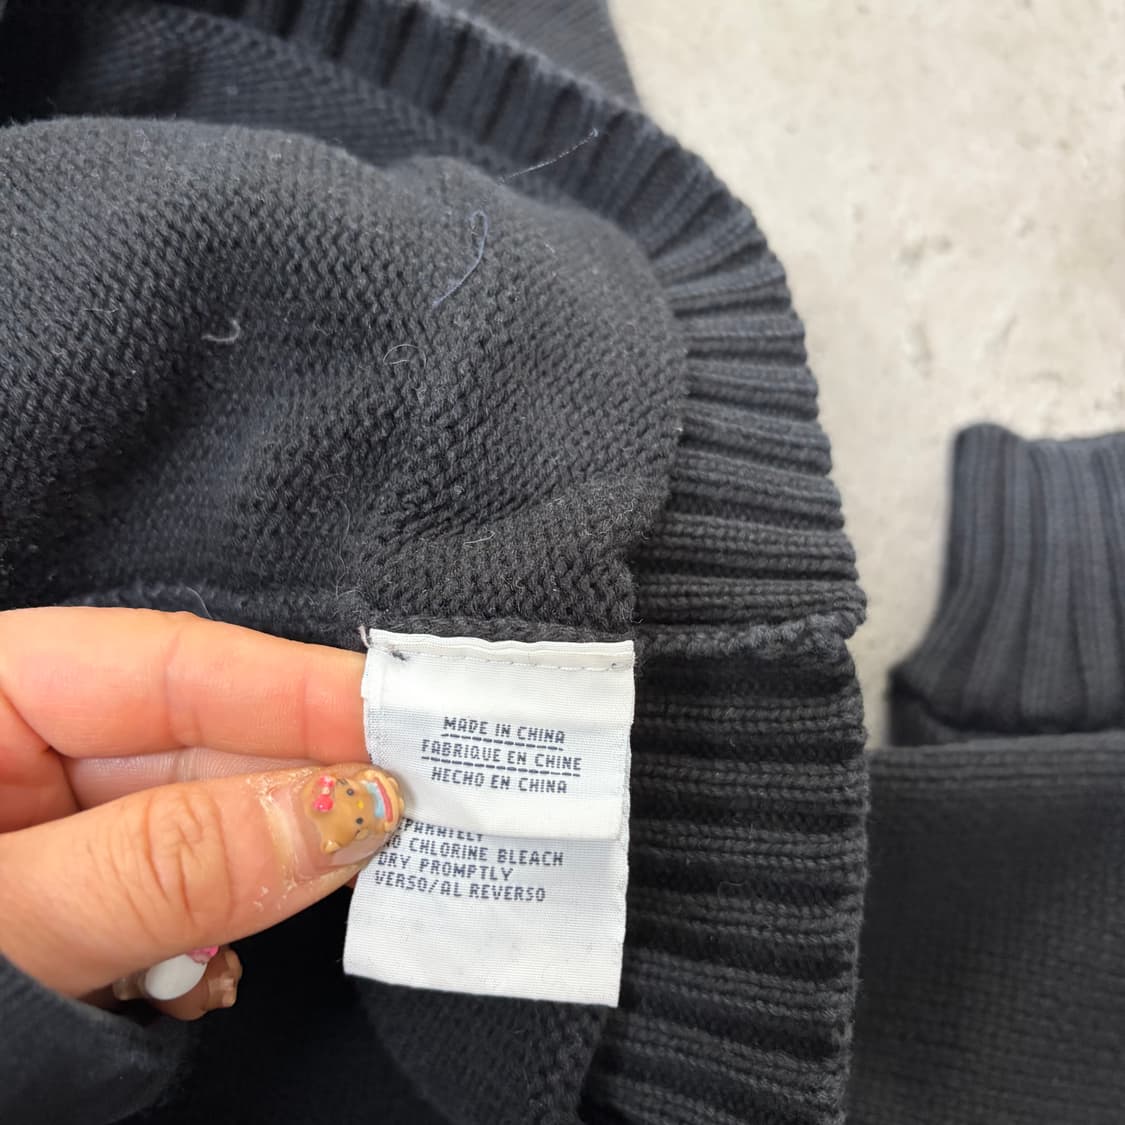 MADE IN CHINA
FABRIQUE EN CHINE
HECHO EN CHINA
NO CHLORINE BLEACH
DRY PROMPTLY
VERSO/AL REVERSO